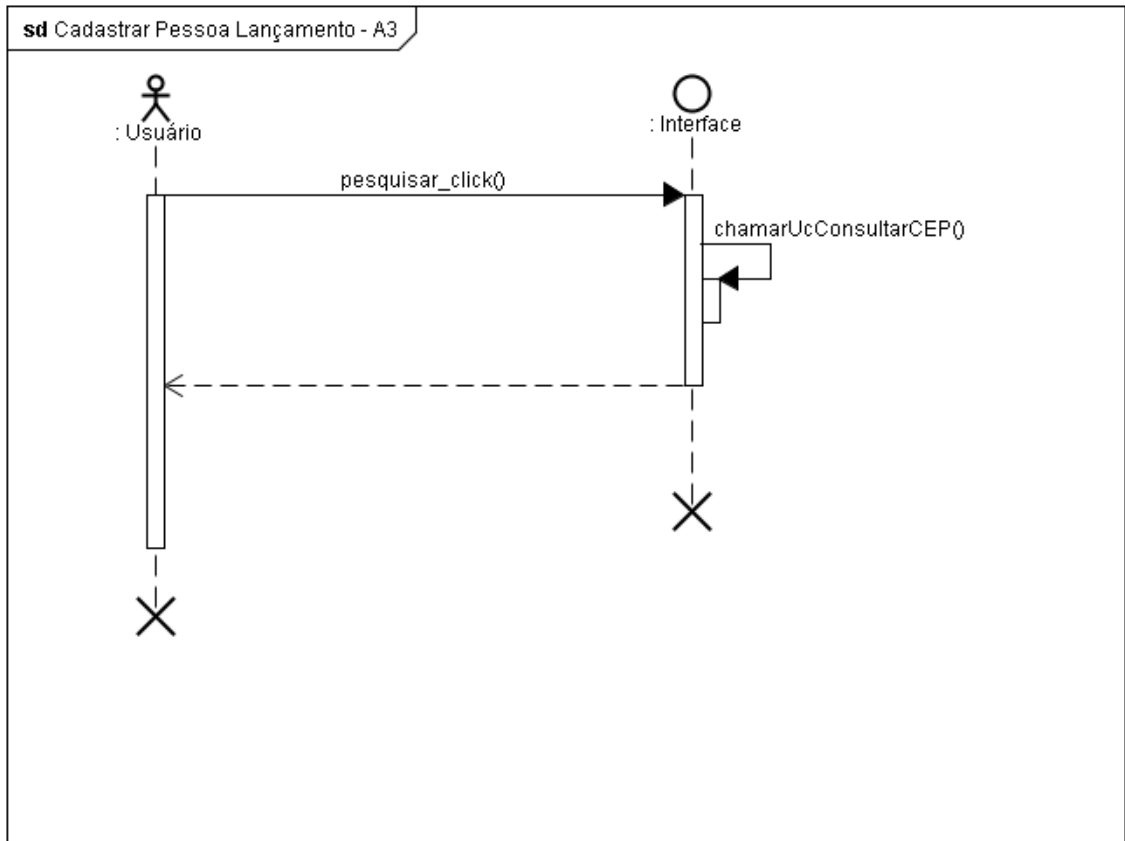 sd Cadastrar Pessoa Lançamento - A3
: Usuário
: Interface
pesquisar_click()
chamarUcConsultarCEP()